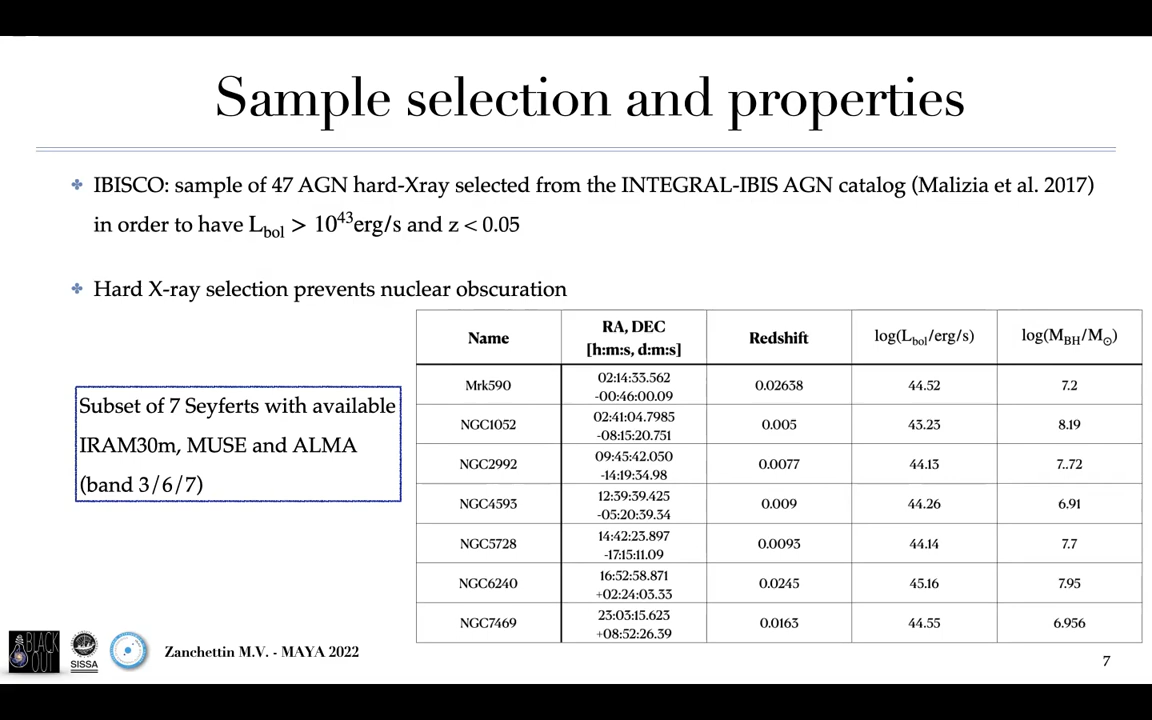 Sample selection and properties
✤ IBISCO: sample of 47 AGN hard-Xray selected from the INTEGRAL-IBIS AGN catalog (Malizia et al. 2017)
in order to have L_bol > 10^43 erg/s and z < 0.05
✤ Hard X-ray selection prevents nuclear obscuration
Subset of 7 Seyferts with available
IRAM30m, MUSE and ALMA
(band 3/6/7)
Name | RA, DEC [h:m:s, d:m:s] | Redshift | log(L_bol/erg/s) | log(M_BH/M_⊙)
Mrk590 | 02:14:33.562 -00:46:00.09 | 0.02638 | 44.52 | 7.2
NGC1052 | 02:41:04.7985 -08:15:20.751 | 0.005 | 43.23 | 8.19
NGC2992 | 09:45:42.050 -14:19:34.98 | 0.0077 | 44.13 | 7..72
NGC4593 | 12:39:39.425 -05:20:39.34 | 0.009 | 44.26 | 6.91
NGC5728 | 14:42:23.897 -17:15:11.09 | 0.0093 | 44.14 | 7.7
NGC6240 | 16:52:58.871 +02:24:03.33 | 0.0245 | 45.16 | 7.95
NGC7469 | 23:03:15.623 +08:52:26.39 | 0.0163 | 44.55 | 6.956
BLACK
OUT
SISSA
Zanchettin M.V. - MAYA 2022
7